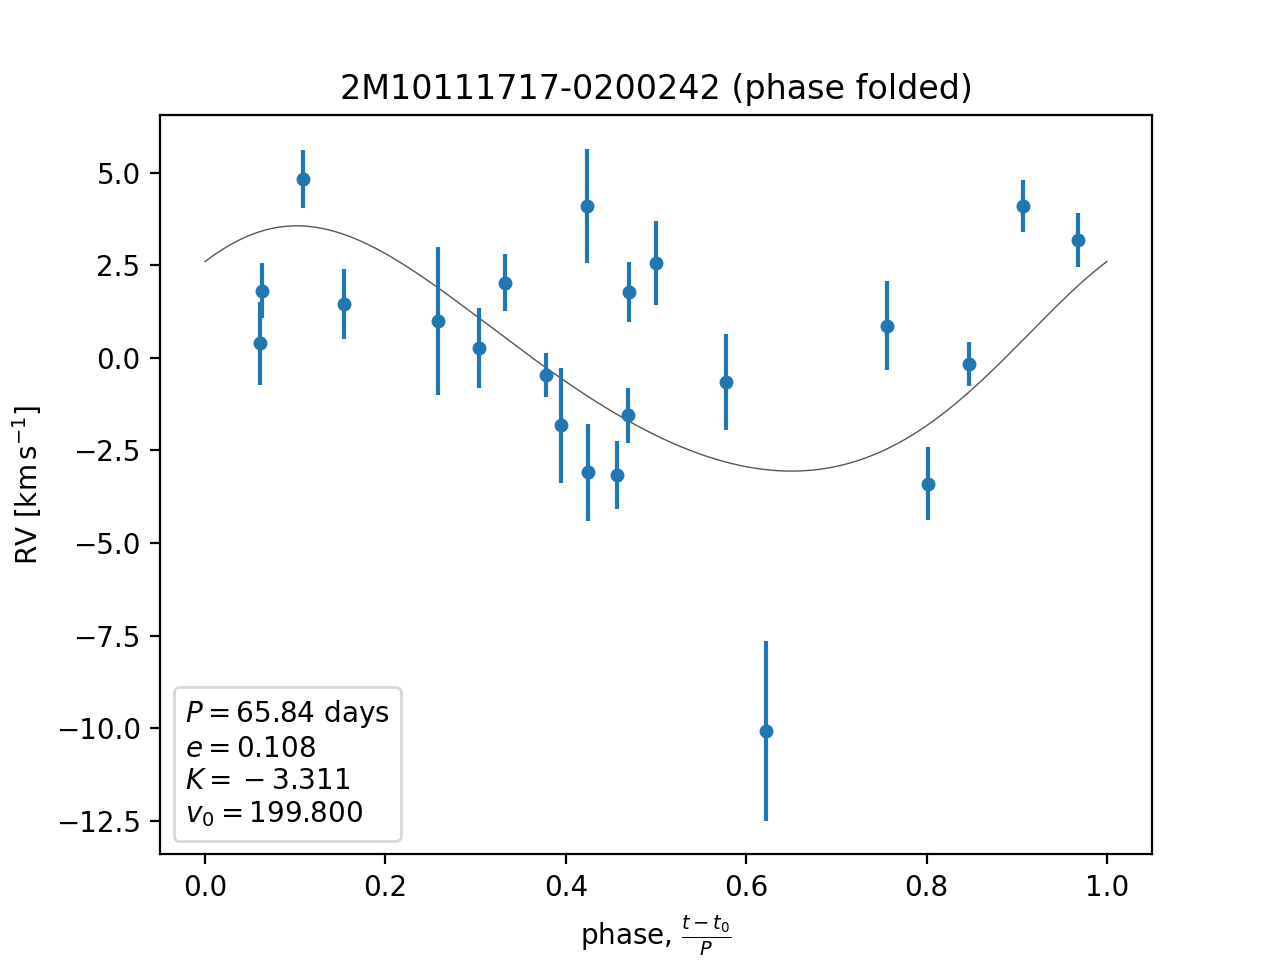 2M10111717-0200242 (phase folded)
RV [km s⁻¹]
5.0
2.5
0.0
−2.5
−5.0
−7.5
−10.0
−12.5
P = 65.84 days
e = 0.108
K = −3.311
v₀ = 199.800
0.0 0.2 0.4 0.6 0.8 1.0
phase, (t − t₀)/P